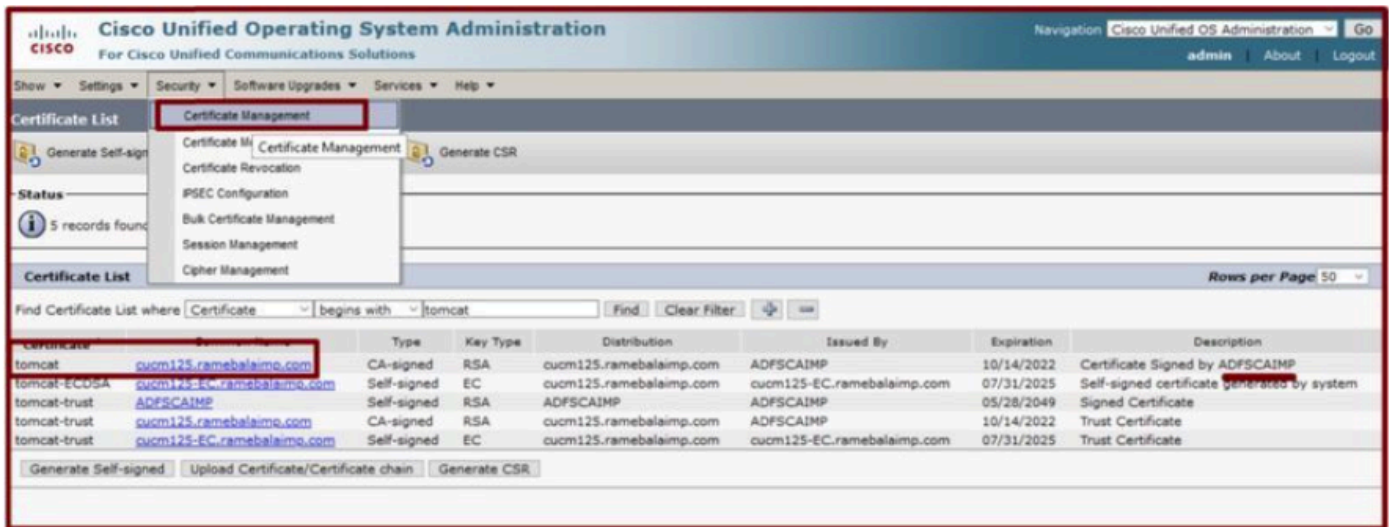 Cisco Unified Operating System Administration
Navigation Cisco Unified OS Administration Go
CISCO
For Cisco Unified Communications Solutions
admin | About | Logout
Show Settings Security Software Upgrades Services Help
Certificate List
Certificate Management
Generate Self-sign
Certificate M
Certificate Management
Generate CSR
Certificate Revocation
Status
IPSEC Configuration
5 records found
Bulk Certificate Management
Session Management
Cipher Management
Certificate List
Rows per Page 50
Find Certificate List where Certificate begins with tomcat Find Clear Filter
Certificate Common Name Type Key Type Distribution Issued By Expiration Description
tomcat cucm125.ramebalaimp.com CA-signed RSA cucm125.ramebalaimp.com ADFSCAIMP 10/14/2022 Certificate Signed by ADFSCAIMP
tomcat-ECDSA cucm125-EC.ramebalaimp.com Self-signed EC cucm125.ramebalaimp.com cucm125-EC.ramebalaimp.com 07/31/2025 Self-signed certificate generated by system
tomcat-trust ADFSCAIMP Self-signed RSA ADFSCAIMP ADFSCAIMP 05/28/2049 Signed Certificate
tomcat-trust cucm125.ramebalaimp.com CA-signed RSA cucm125.ramebalaimp.com ADFSCAIMP 10/14/2022 Trust Certificate
tomcat-trust cucm125-EC.ramebalaimp.com Self-signed EC cucm125.ramebalaimp.com cucm125-EC.ramebalaimp.com 07/31/2025 Trust Certificate
Generate Self-signed Upload Certificate/Certificate chain Generate CSR